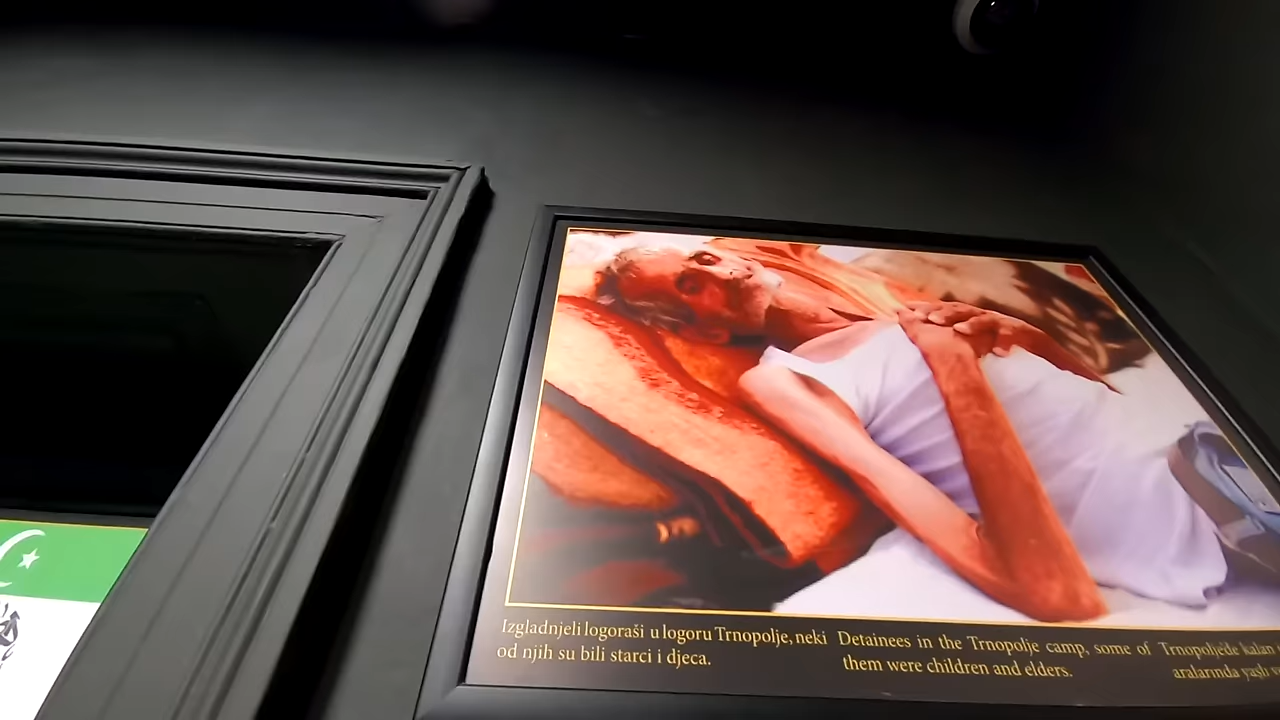 Izgladnjeli logoraši u logoru Trnopolje, neki
od njih su bili starci i djeca.
Detainees in the Trnopolje camp, some of
them were children and elders.
Trnopolje'de kalan
aralarında yaşlı